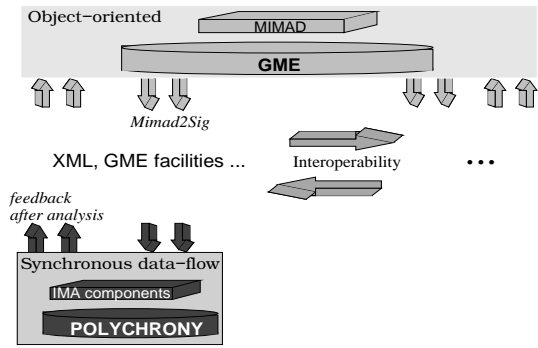 Object−oriented
MIMAD
GME
Mimad2Sig
XML, GME facilities ...
Interoperability
...
feedback
after analysis
Synchronous data−flow
IMA components
POLYCHRONY